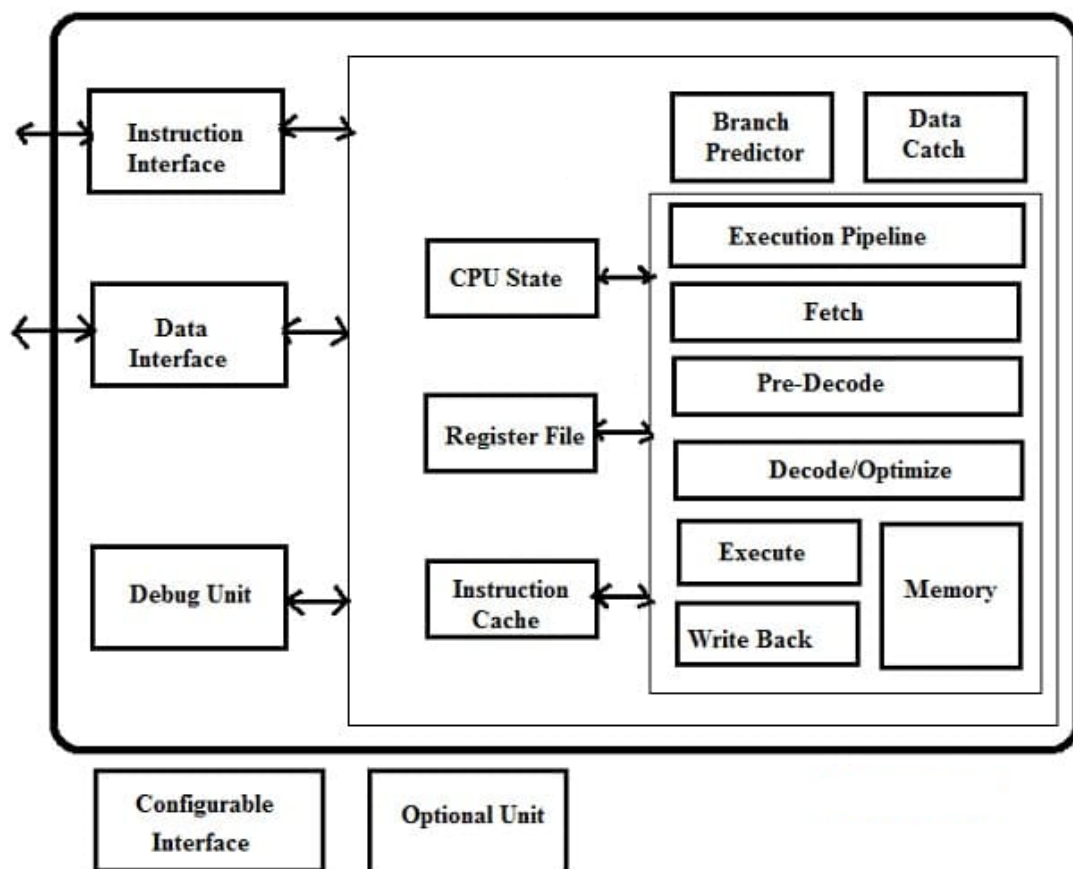 Instruction
Interface
Branch
Predictor
Data
Catch
Execution Pipeline
CPU State
Fetch
Data
Interface
Pre-Decode
Register File
Decode/Optimize
Execute
Memory
Debug Unit
Instruction
Cache
Write Back
Configurable
Interface
Optional Unit